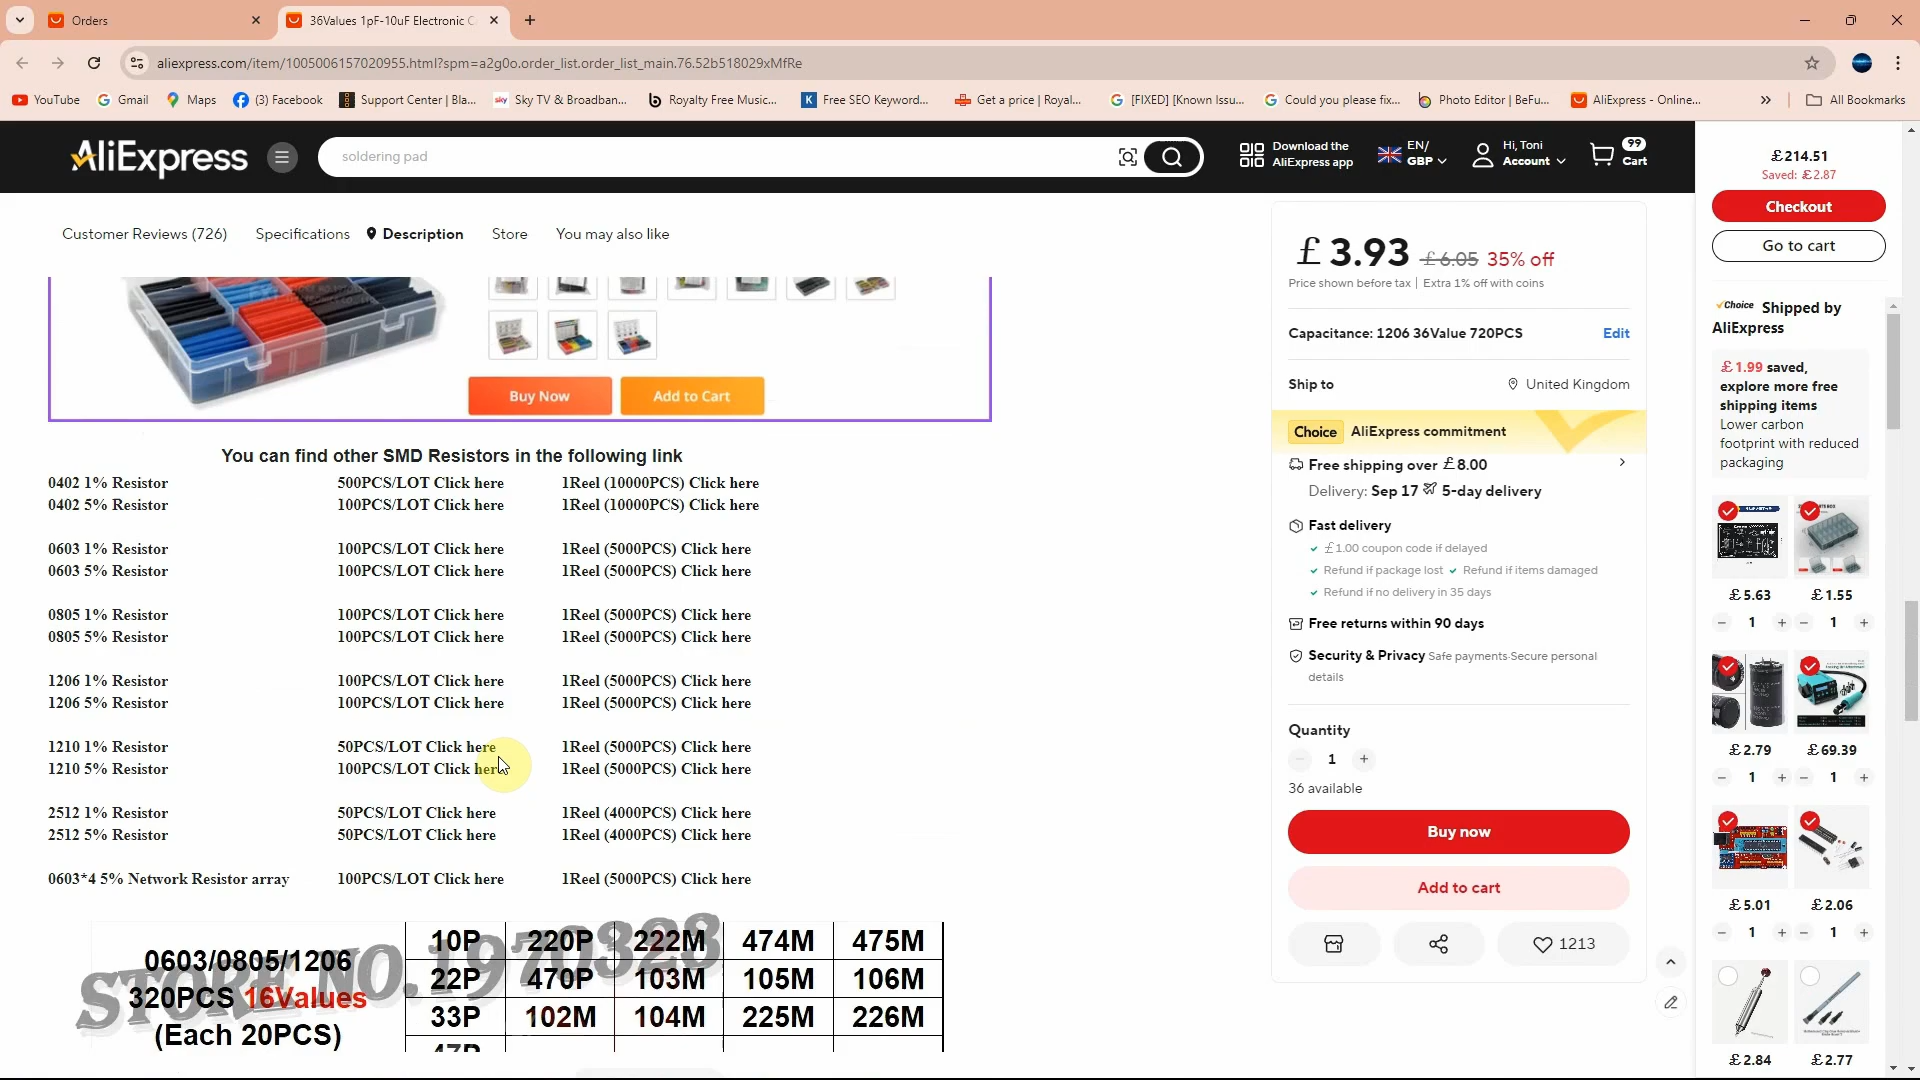 Orders
36Values 1pF-10uF Electronic C
aliexpress.com/item/1005006157020955.html?spm=a2g0o.order_list.order_list_main.76.52b518029xMfRe
YouTube
Gmail
Maps
(3) Facebook
Support Center | Bla...
sky
Sky TV & Broadban...
Royalty Free Music...
K
Free SEO Keyword...
Get a price | Royal...
[FIXED] [Known Issu...
Could you please fix...
Photo Editor | BeFu...
AliExpress - Online...
»
All Bookmarks
AliExpress
soldering pad
Download the
AliExpress app
EN/
GBP
Hi, Toni
Account
99
Cart
Customer Reviews (726)
Specifications
Description
Store
You may also like
Buy Now
Add to Cart
You can find other SMD Resistors in the following link
0402 1% Resistor 500PCS/LOT Click here 1Reel (10000PCS) Click here
0402 5% Resistor 100PCS/LOT Click here 1Reel (10000PCS) Click here
0603 1% Resistor 100PCS/LOT Click here 1Reel (5000PCS) Click here
0603 5% Resistor 100PCS/LOT Click here 1Reel (5000PCS) Click here
0805 1% Resistor 100PCS/LOT Click here 1Reel (5000PCS) Click here
0805 5% Resistor 100PCS/LOT Click here 1Reel (5000PCS) Click here
1206 1% Resistor 100PCS/LOT Click here 1Reel (5000PCS) Click here
1206 5% Resistor 100PCS/LOT Click here 1Reel (5000PCS) Click here
1210 1% Resistor 50PCS/LOT Click here 1Reel (5000PCS) Click here
1210 5% Resistor 100PCS/LOT Click here 1Reel (5000PCS) Click here
2512 1% Resistor 50PCS/LOT Click here 1Reel (4000PCS) Click here
2512 5% Resistor 50PCS/LOT Click here 1Reel (4000PCS) Click here
0603*4 5% Network Resistor array 100PCS/LOT Click here 1Reel (5000PCS) Click here
0603/0805/1206
320PCS 16Values
(Each 20PCS)
10P 220P 222M 474M 475M
22P 470P 103M 105M 106M
33P 102M 104M 225M 226M
47P
STORE NO.1970328
£3.93 £6.05 35% off
Price shown before tax | Extra 1% off with coins
Capacitance: 1206 36Value 720PCS
Edit
Ship to
United Kingdom
Choice AliExpress commitment
Free shipping over £8.00
Delivery: Sep 17 5-day delivery
Fast delivery
£1.00 coupon code if delayed
Refund if package lost Refund if items damaged
Refund if no delivery in 35 days
Free returns within 90 days
Security & Privacy Safe payments·Secure personal
details
Quantity
− 1 +
36 available
Buy now
Add to cart
1213
£214.51
Saved: £2.87
Checkout
Go to cart
Choice Shipped by
AliExpress
£1.99 saved,
explore more free
shipping items
Lower carbon
footprint with reduced
packaging
£5.63 £1.55
− 1 + − 1 +
£2.79 £69.39
− 1 + − 1 +
£5.01 £2.06
− 1 + − 1 +
£2.84 £2.77